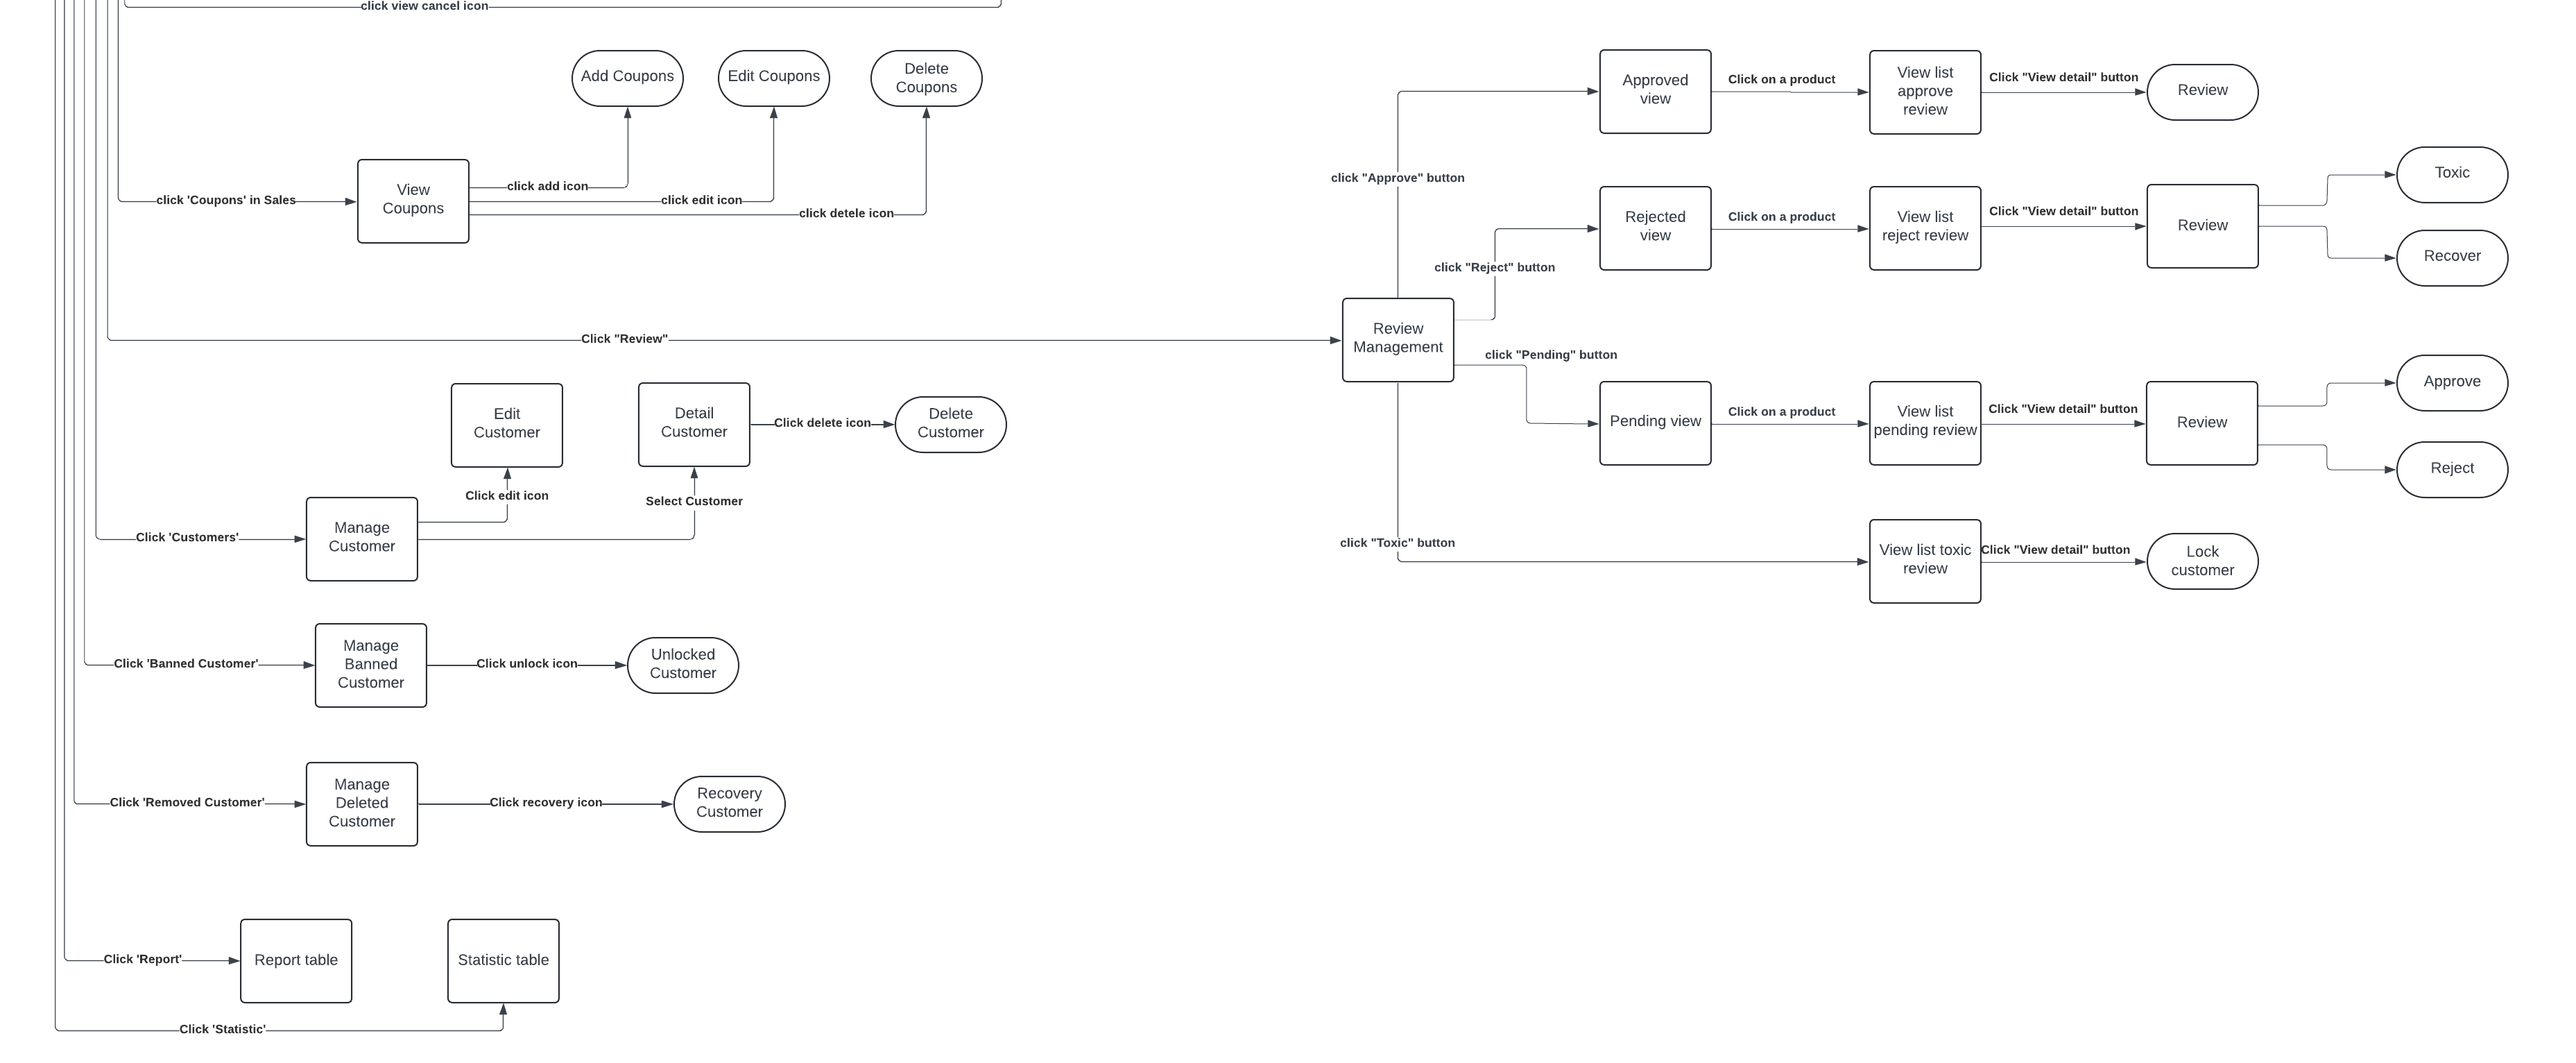 click view cancel icon
Add Coupons
Edit Coupons
Delete
Coupons
click 'Coupons' in Sales
View
Coupons
click add icon
click edit icon
click detele icon
Click "Review"
Review
Management
click "Approve" button
Approved
view
Click on a product
View list
approve
review
Click "View detail" button
Review
click "Reject" button
Rejected
view
Click on a product
View list
reject review
Click "View detail" button
Review
Toxic
Recover
click "Pending" button
Pending view
Click on a product
View list
pending review
Click "View detail" button
Review
Approve
Reject
click "Toxic" button
View list toxic
review
Click "View detail" button
Lock
customer
Click 'Customers'
Manage
Customer
Click edit icon
Edit
Customer
Select Customer
Detail
Customer
Click delete icon
Delete
Customer
Click 'Banned Customer'
Manage
Banned
Customer
Click unlock icon
Unlocked
Customer
Click 'Removed Customer'
Manage
Deleted
Customer
Click recovery icon
Recovery
Customer
Click 'Report'
Report table
Statistic table
Click 'Statistic'